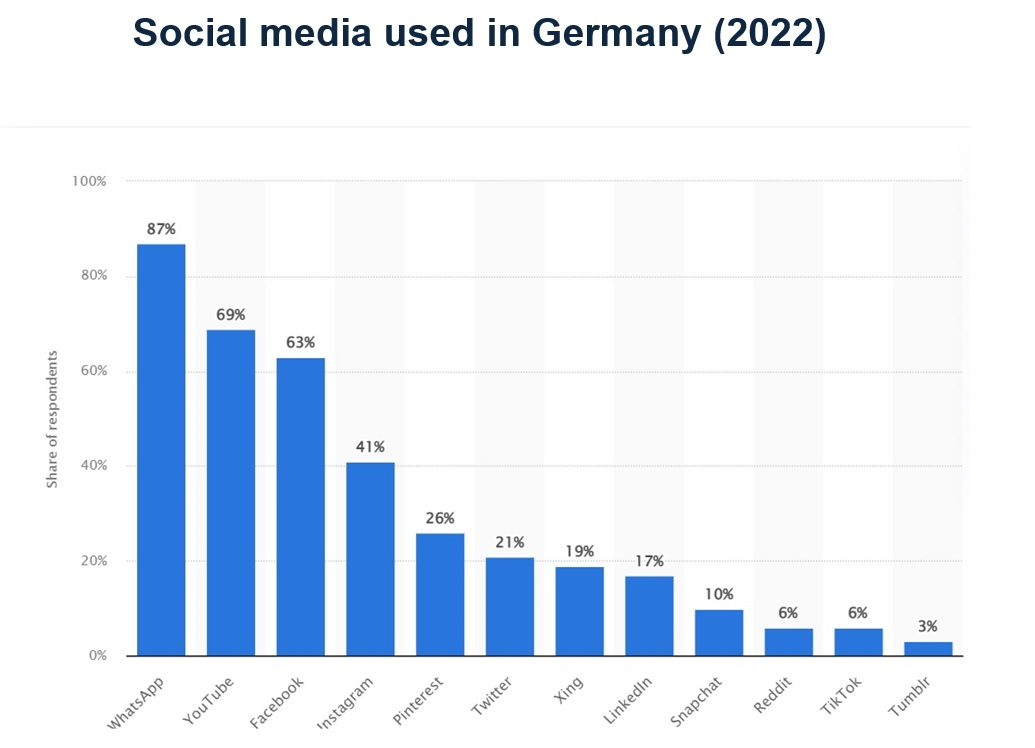 Social media used in Germany (2022)
100%
80%
60%
40%
20%
0%
Share of respondents
87%
69%
63%
41%
26%
21%
19%
17%
10%
6%
6%
3%
WhatsApp
YouTube
Facebook
Instagram
Pinterest
Twitter
Xing
LinkedIn
Snapchat
Reddit
TikTok
Tumblr